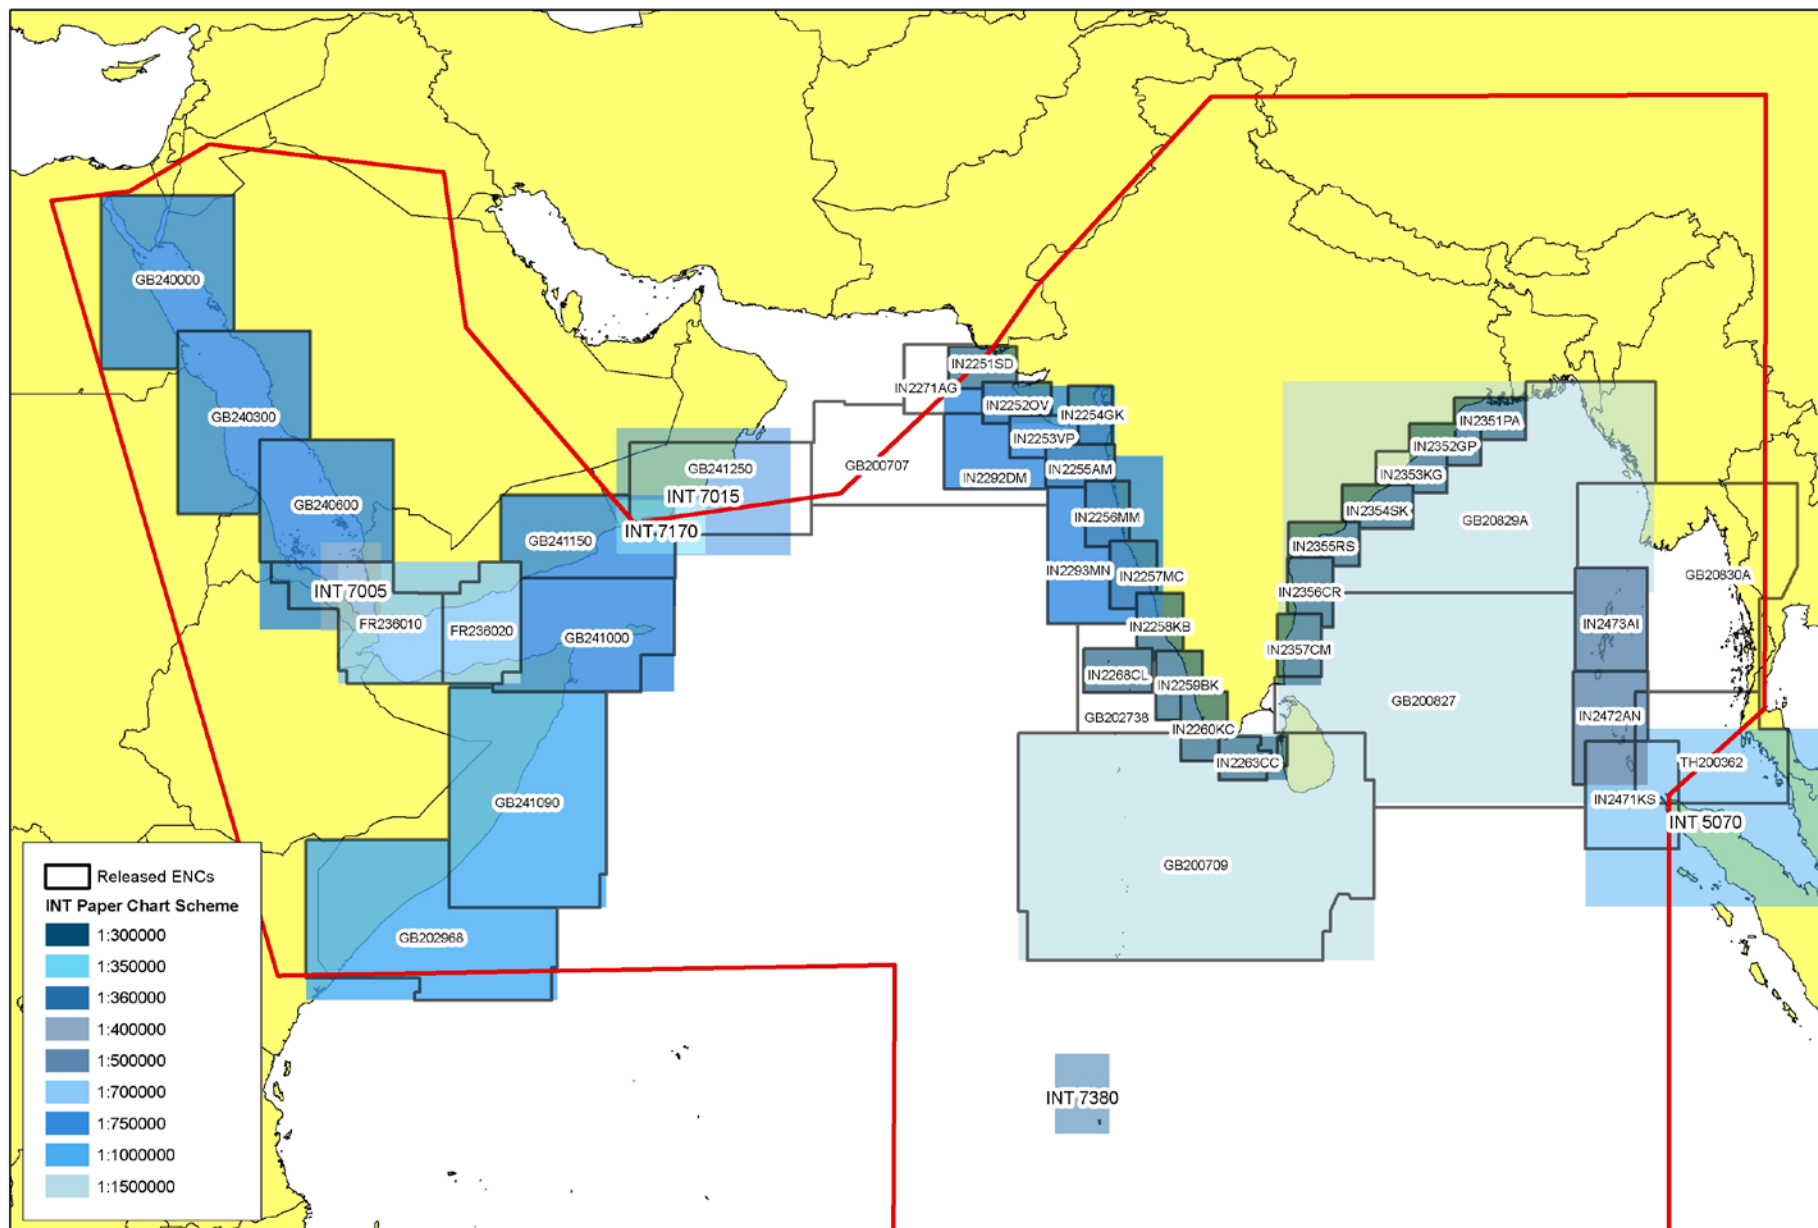 GB240000
GB240300
IN2251SD
IN2271AG
IN2252OV
IN2254GK
IN2351PA
IN2253VP
IN2352GP
GB200707
GB241250
IN2255AM
IN2292DM
IN2353KG
INT 7015
GB240600
IN2256MM
IN2354SK
GB20829A
INT 7170
GB241150
IN2355RS
IN2293MN
IN2257MC
GB20830A
INT 7005
IN2356CR
FR236010
FR236020
GB241000
IN2258KB
IN2473AI
IN2357CM
IN2268CL
IN2259BK
GB200827
GB202738
IN2472AN
IN2260KC
IN2263CC
TH200362
GB241090
IN2471KS
INT 5070
GB200709
Released ENCs
INT Paper Chart Scheme
1:300000
GB202968
1:350000
1:360000
1:400000
1:500000
1:700000
INT 7380
1:750000
1:1000000
1:1500000